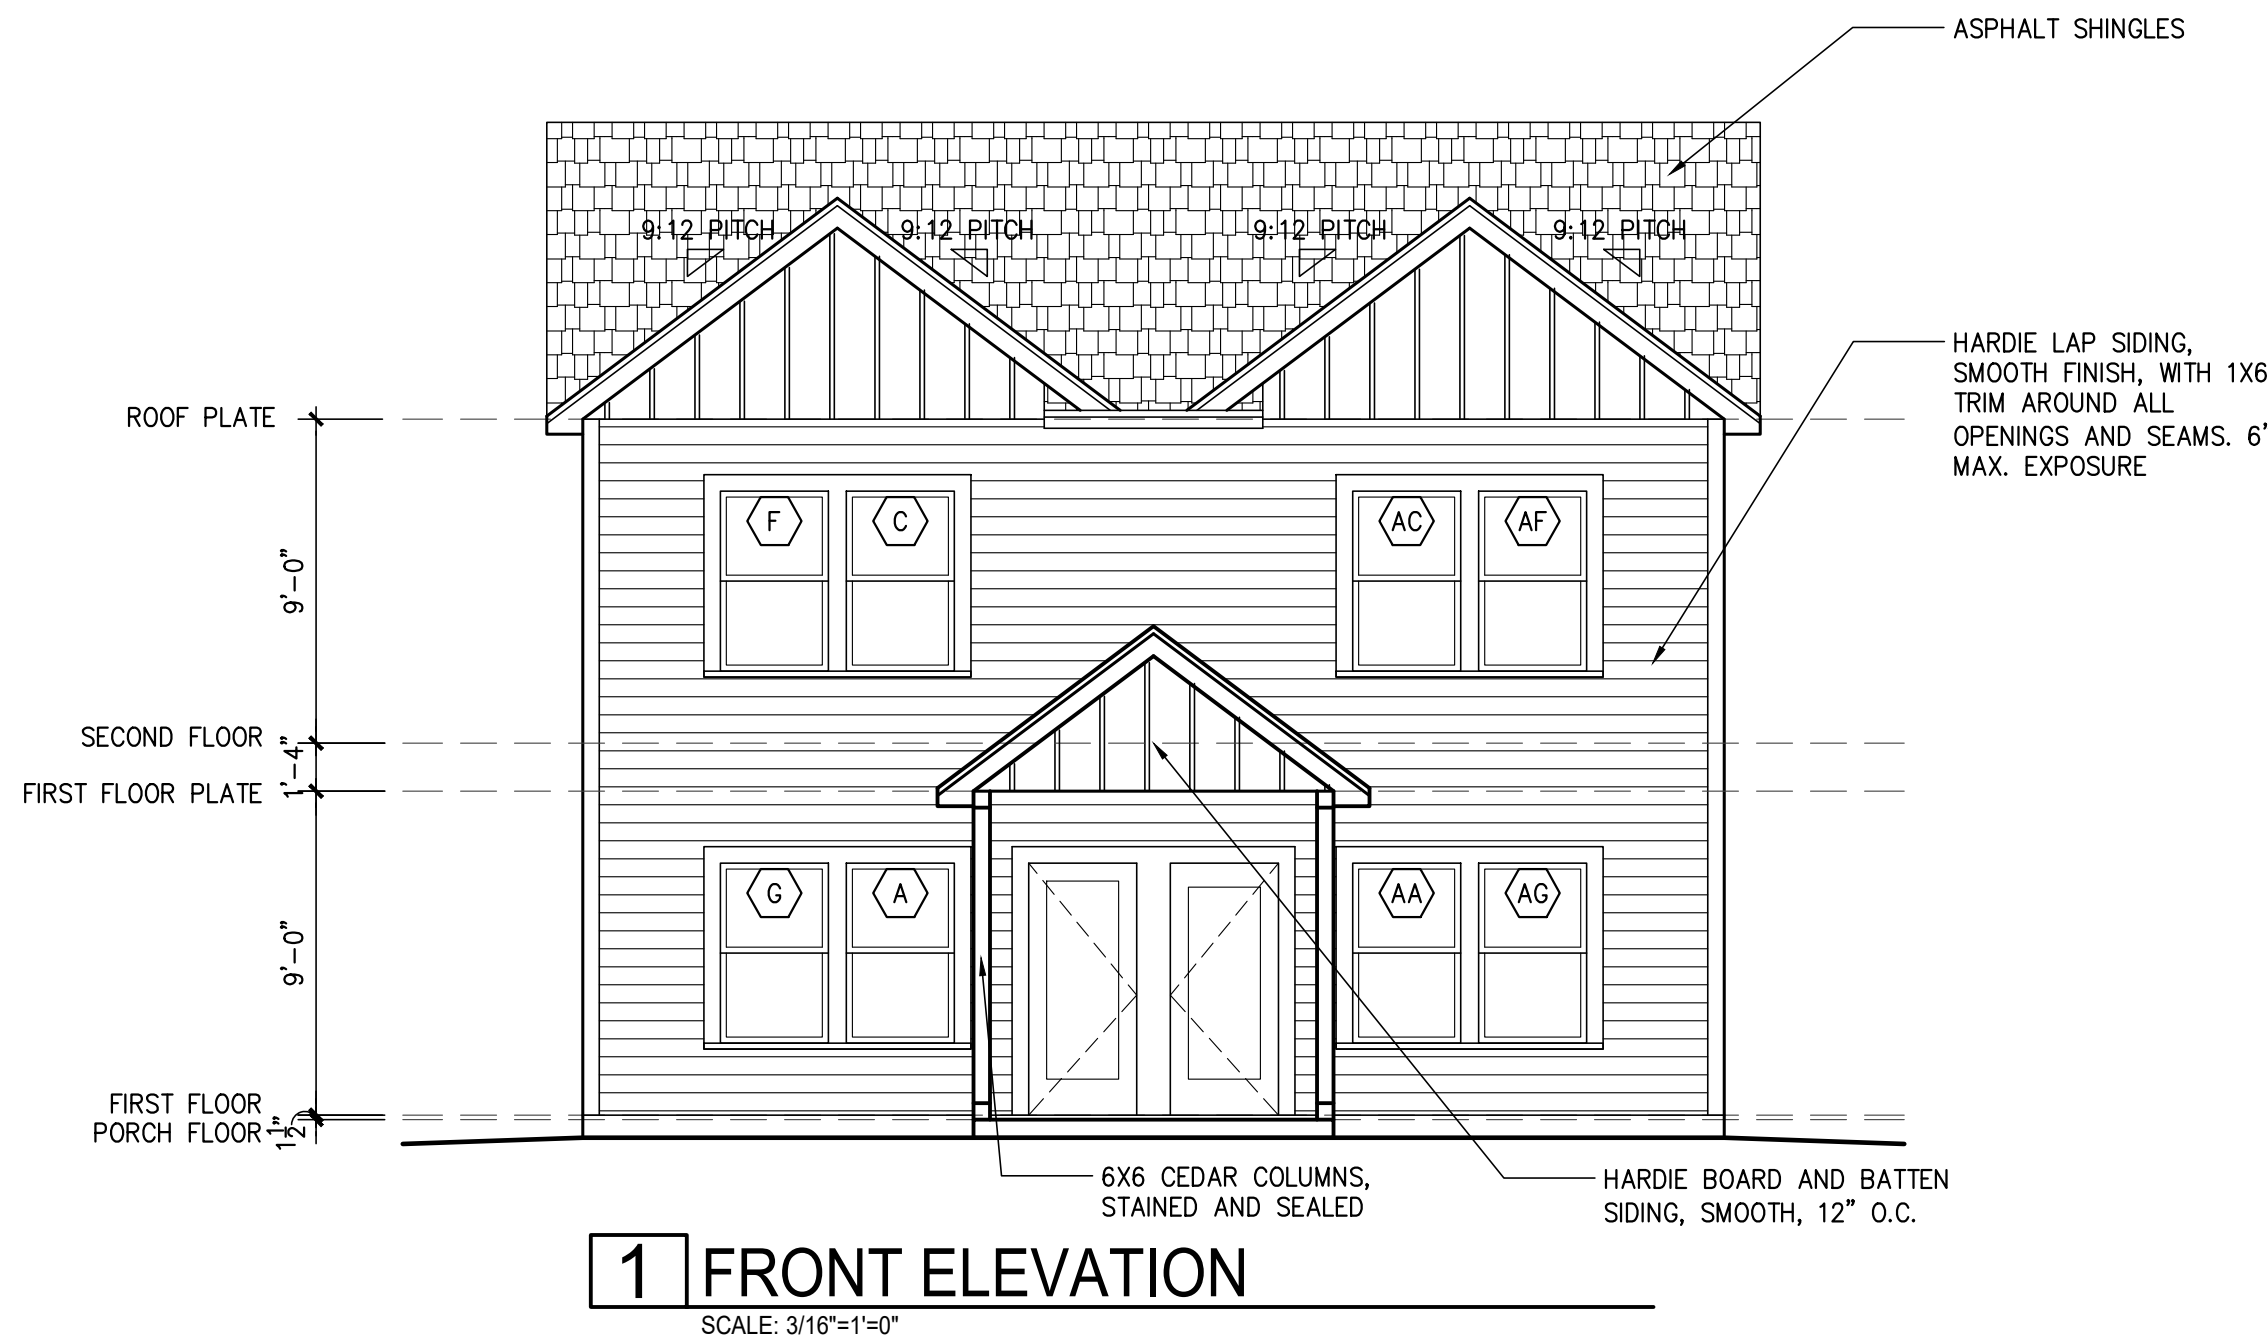 ASPHALT SHINGLES
9:12 PITCH 9:12 PITCH 9:12 PITCH 9:12 PITCH
HARDIE LAP SIDING,
SMOOTH FINISH, WITH 1X6
TRIM AROUND ALL
OPENINGS AND SEAMS. 6"
MAX. EXPOSURE
ROOF PLATE
F C AC AF
9'-0"
SECOND FLOOR
1'-4"
FIRST FLOOR PLATE
G A AA AG
9'-0"
FIRST FLOOR
PORCH FLOOR
1 1/2"
6X6 CEDAR COLUMNS,
STAINED AND SEALED
HARDIE BOARD AND BATTEN
SIDING, SMOOTH, 12" O.C.
1 FRONT ELEVATION
SCALE: 3/16"=1'=0"